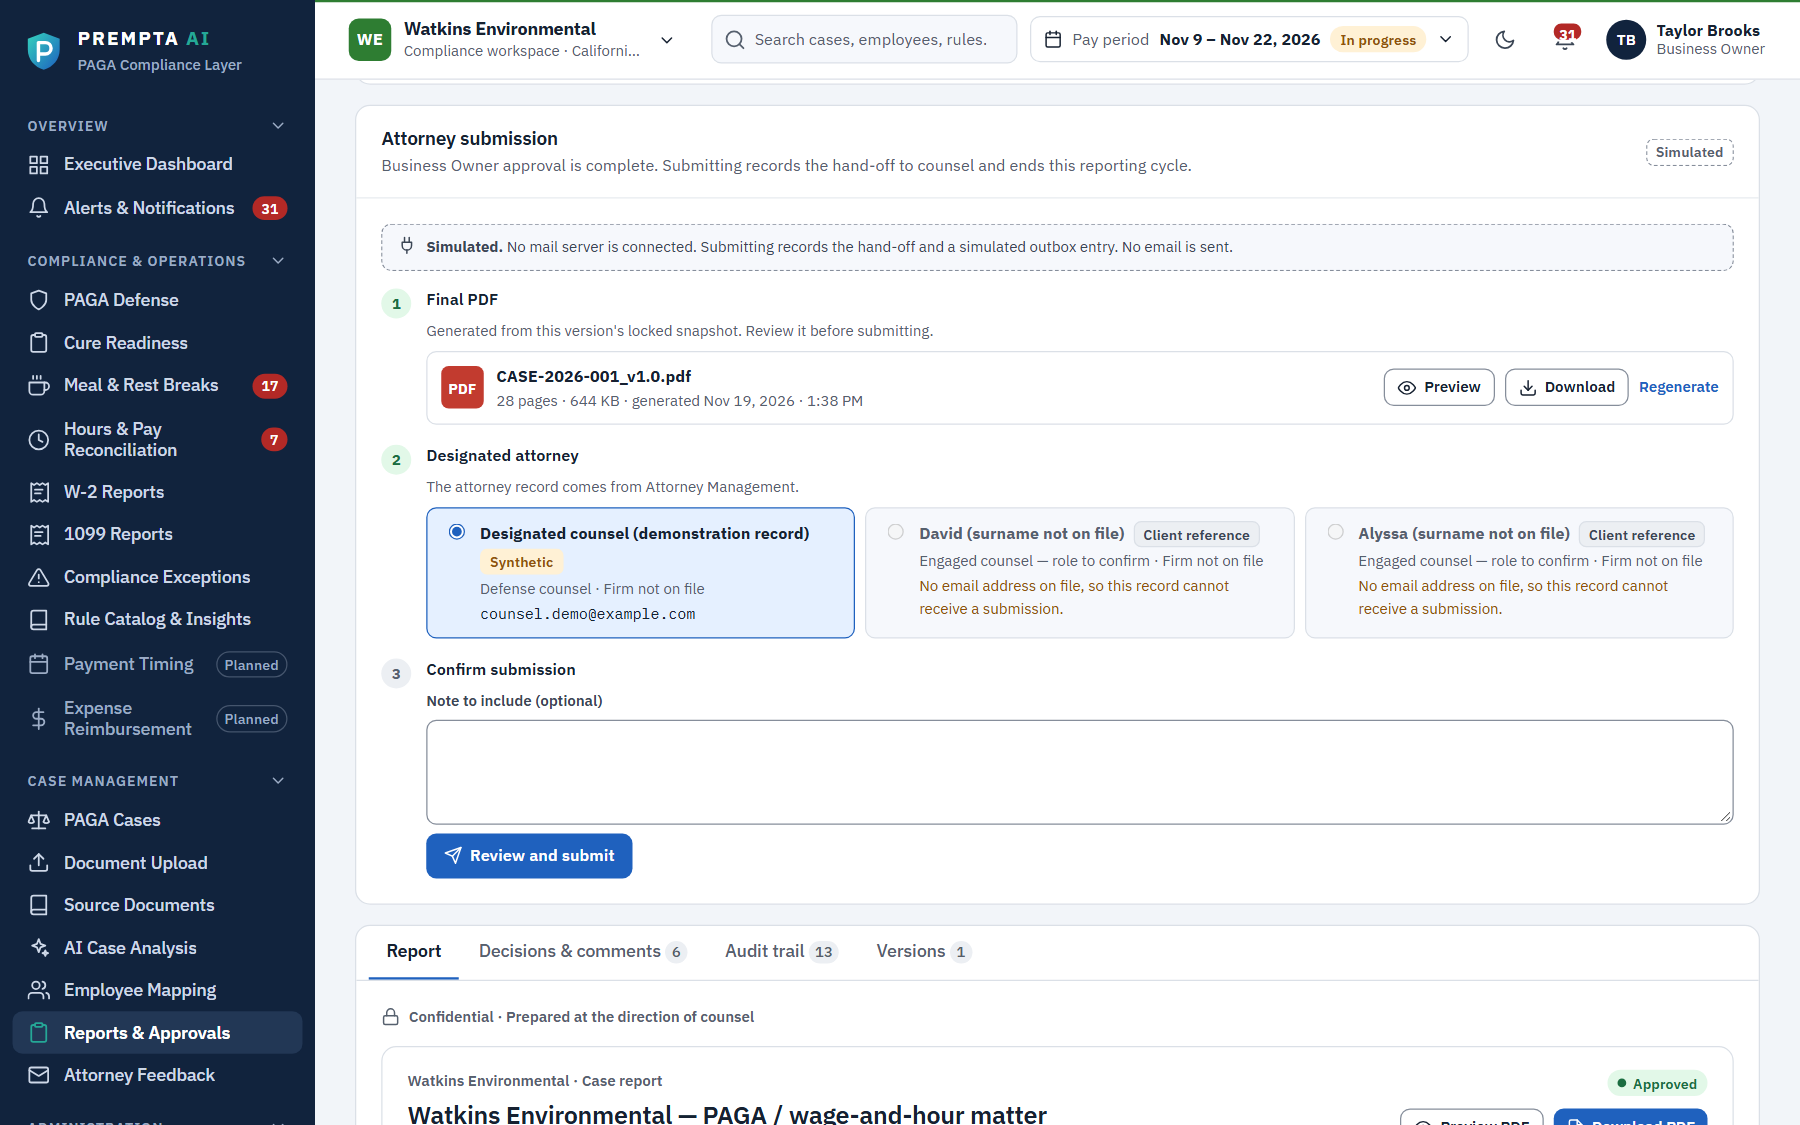 PREMPTA AI
PAGA Compliance Layer
OVERVIEW
Executive Dashboard
Alerts & Notifications 31
COMPLIANCE & OPERATIONS
PAGA Defense
Cure Readiness
Meal & Rest Breaks 17
Hours & Pay
Reconciliation 7
W-2 Reports
1099 Reports
Compliance Exceptions
Rule Catalog & Insights
Payment Timing Planned
Expense
Reimbursement Planned
CASE MANAGEMENT
PAGA Cases
Document Upload
Source Documents
AI Case Analysis
Employee Mapping
Reports & Approvals
Attorney Feedback
ADMINISTRATION
WE
Watkins Environmental
Compliance workspace · Californi...
Search cases, employees, rules.
Pay period Nov 9 – Nov 22, 2026 In progress
31
TB
Taylor Brooks
Business Owner
Attorney submission
Business Owner approval is complete. Submitting records the hand-off to counsel and ends this reporting cycle.
Simulated
Simulated. No mail server is connected. Submitting records the hand-off and a simulated outbox entry. No email is sent.
1 Final PDF
Generated from this version's locked snapshot. Review it before submitting.
PDF
CASE-2026-001_v1.0.pdf
28 pages · 644 KB · generated Nov 19, 2026 · 1:38 PM
Preview
Download
Regenerate
2 Designated attorney
The attorney record comes from Attorney Management.
Designated counsel (demonstration record)
Synthetic
Defense counsel · Firm not on file
counsel.demo@example.com
David (surname not on file) Client reference
Engaged counsel — role to confirm · Firm not on file
No email address on file, so this record cannot
receive a submission.
Alyssa (surname not on file) Client reference
Engaged counsel — role to confirm · Firm not on file
No email address on file, so this record cannot
receive a submission.
3 Confirm submission
Note to include (optional)
Review and submit
Report
Decisions & comments 6
Audit trail 13
Versions 1
Confidential · Prepared at the direction of counsel
Watkins Environmental · Case report
Approved
Watkins Environmental — PAGA / wage-and-hour matter
Preview PDF
Download PDF